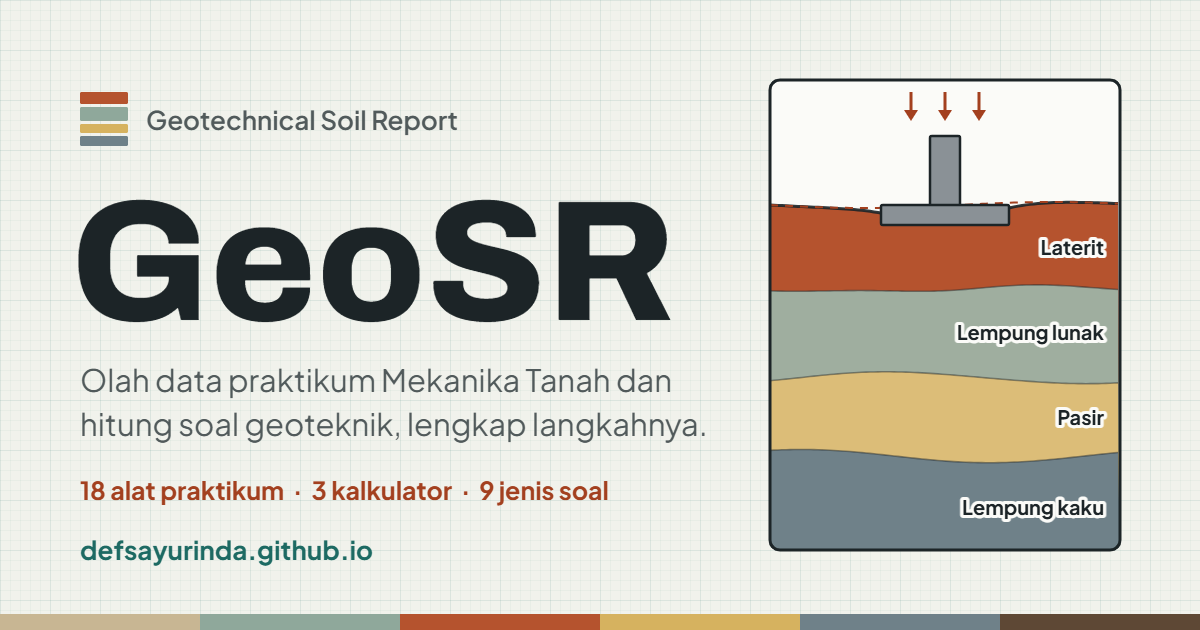 Geotechnical Soil Report
GeoSR
Olah data praktikum Mekanika Tanah dan
hitung soal geoteknik, lengkap langkahnya.
18 alat praktikum · 3 kalkulator · 9 jenis soal
defsayurinda.github.io
Laterit
Lempung lunak
Pasir
Lempung kaku